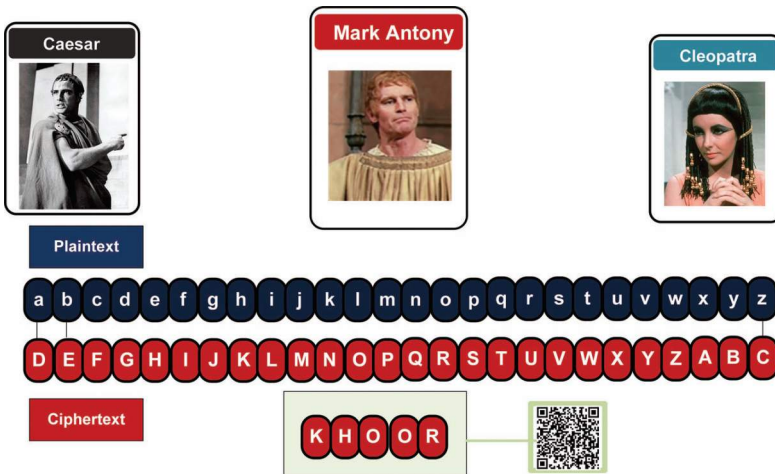 Caesar
Mark Antony
Cleopatra
Plaintext
a b c d e f g h i j k l m n o p q r s t u v w x y z
D E F G H I J K L M N O P Q R S T U V W X Y Z A B C
Ciphertext
K H O O R